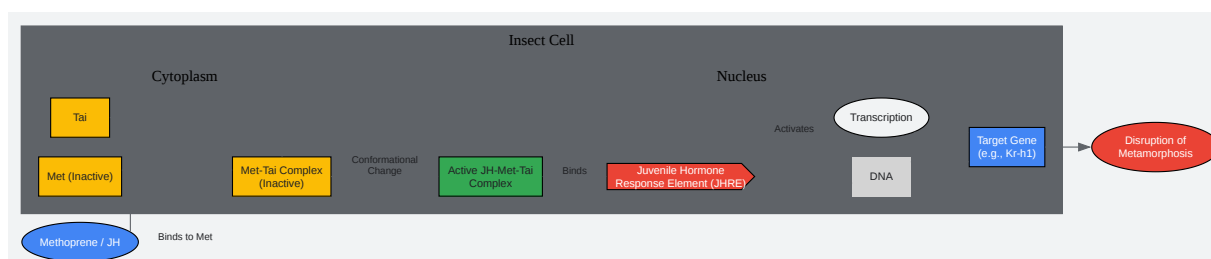 Insect Cell
Cytoplasm
Nucleus
Tai
Transcription
Activates
Target Gene
(e.g., Kr-h1)
Disruption of
Metamorphosis
Met (Inactive)
Met-Tai Complex
(Inactive)
Conformational
Change
Active JH-Met-Tai
Complex
Binds
Juvenile Hormone
Response Element (JHRE)
DNA
Methoprene / JH
Binds to Met